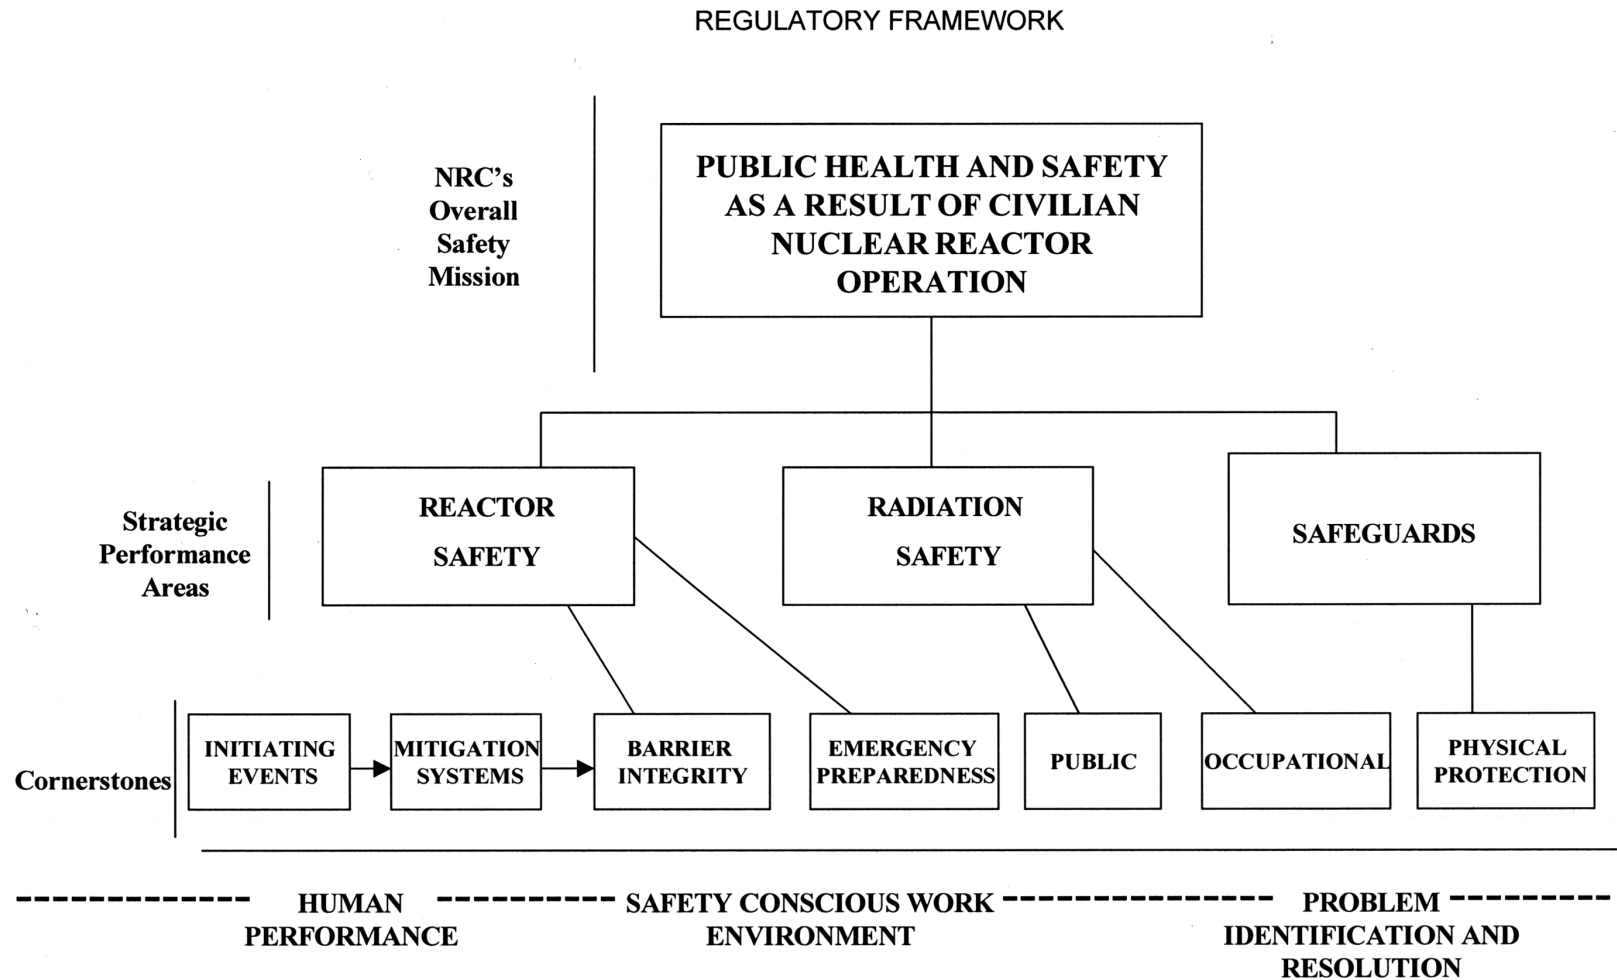 REGULATORY FRAMEWORK
NRC's
Overall
Safety
Mission
PUBLIC HEALTH AND SAFETY
AS A RESULT OF CIVILIAN
NUCLEAR REACTOR
OPERATION
Strategic
Performance
Areas
REACTOR
SAFETY
RADIATION
SAFETY
SAFEGUARDS
Cornerstones
INITIATING
EVENTS
MITIGATION
SYSTEMS
BARRIER
INTEGRITY
EMERGENCY
PREPAREDNESS
PUBLIC
OCCUPATIONAL
PHYSICAL
PROTECTION
HUMAN
PERFORMANCE
SAFETY CONSCIOUS WORK
ENVIRONMENT
PROBLEM
IDENTIFICATION AND
RESOLUTION